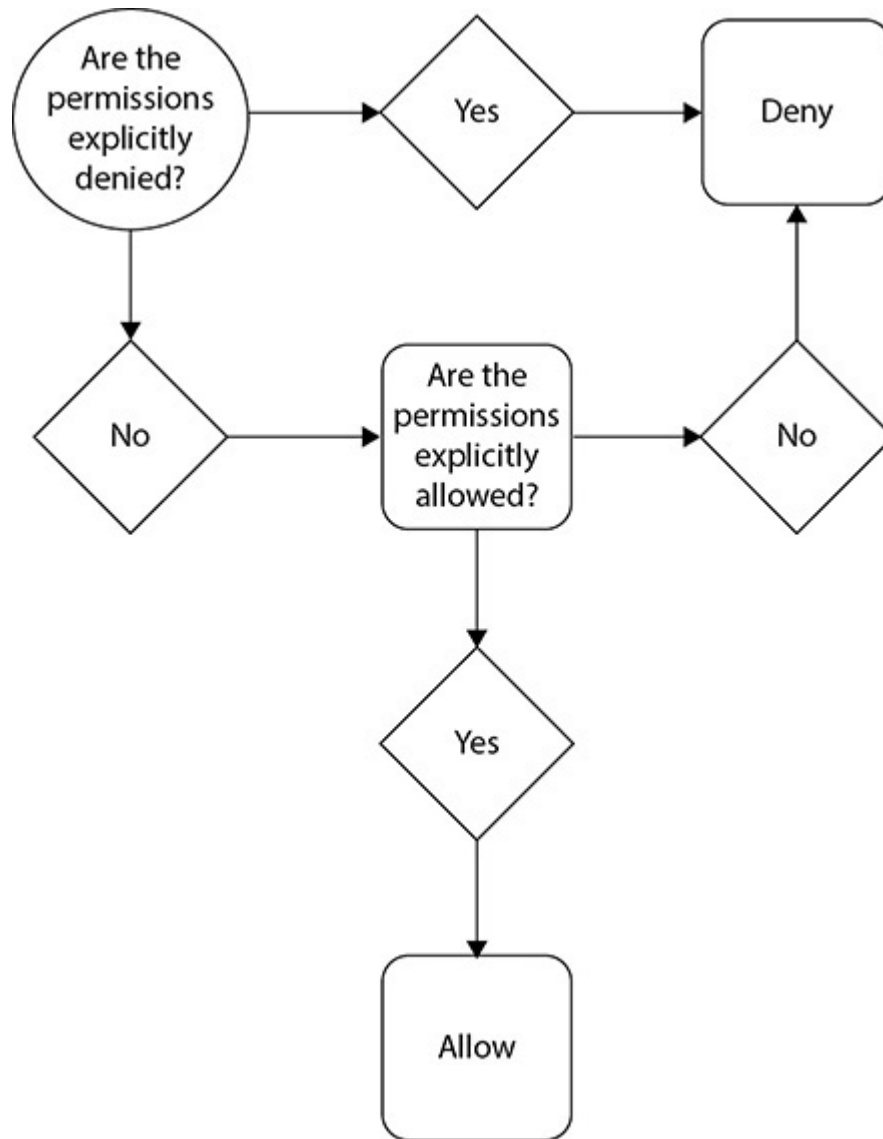 Are the
permissions
explicitly
denied?
Yes
Deny
No
Are the
permissions
explicitly
allowed?
No
Yes
Allow